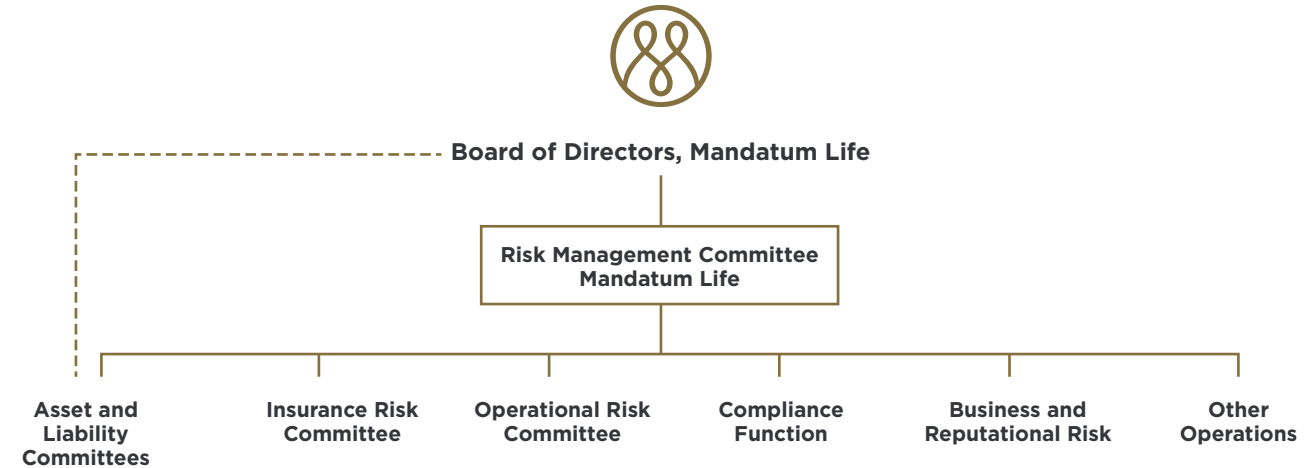 Board of Directors, Mandatum Life
Risk Management Committee
Mandatum Life
Asset and
Liability
Committees
Insurance Risk
Committee
Operational Risk
Committee
Compliance
Function
Business and
Reputational Risk
Other
Operations